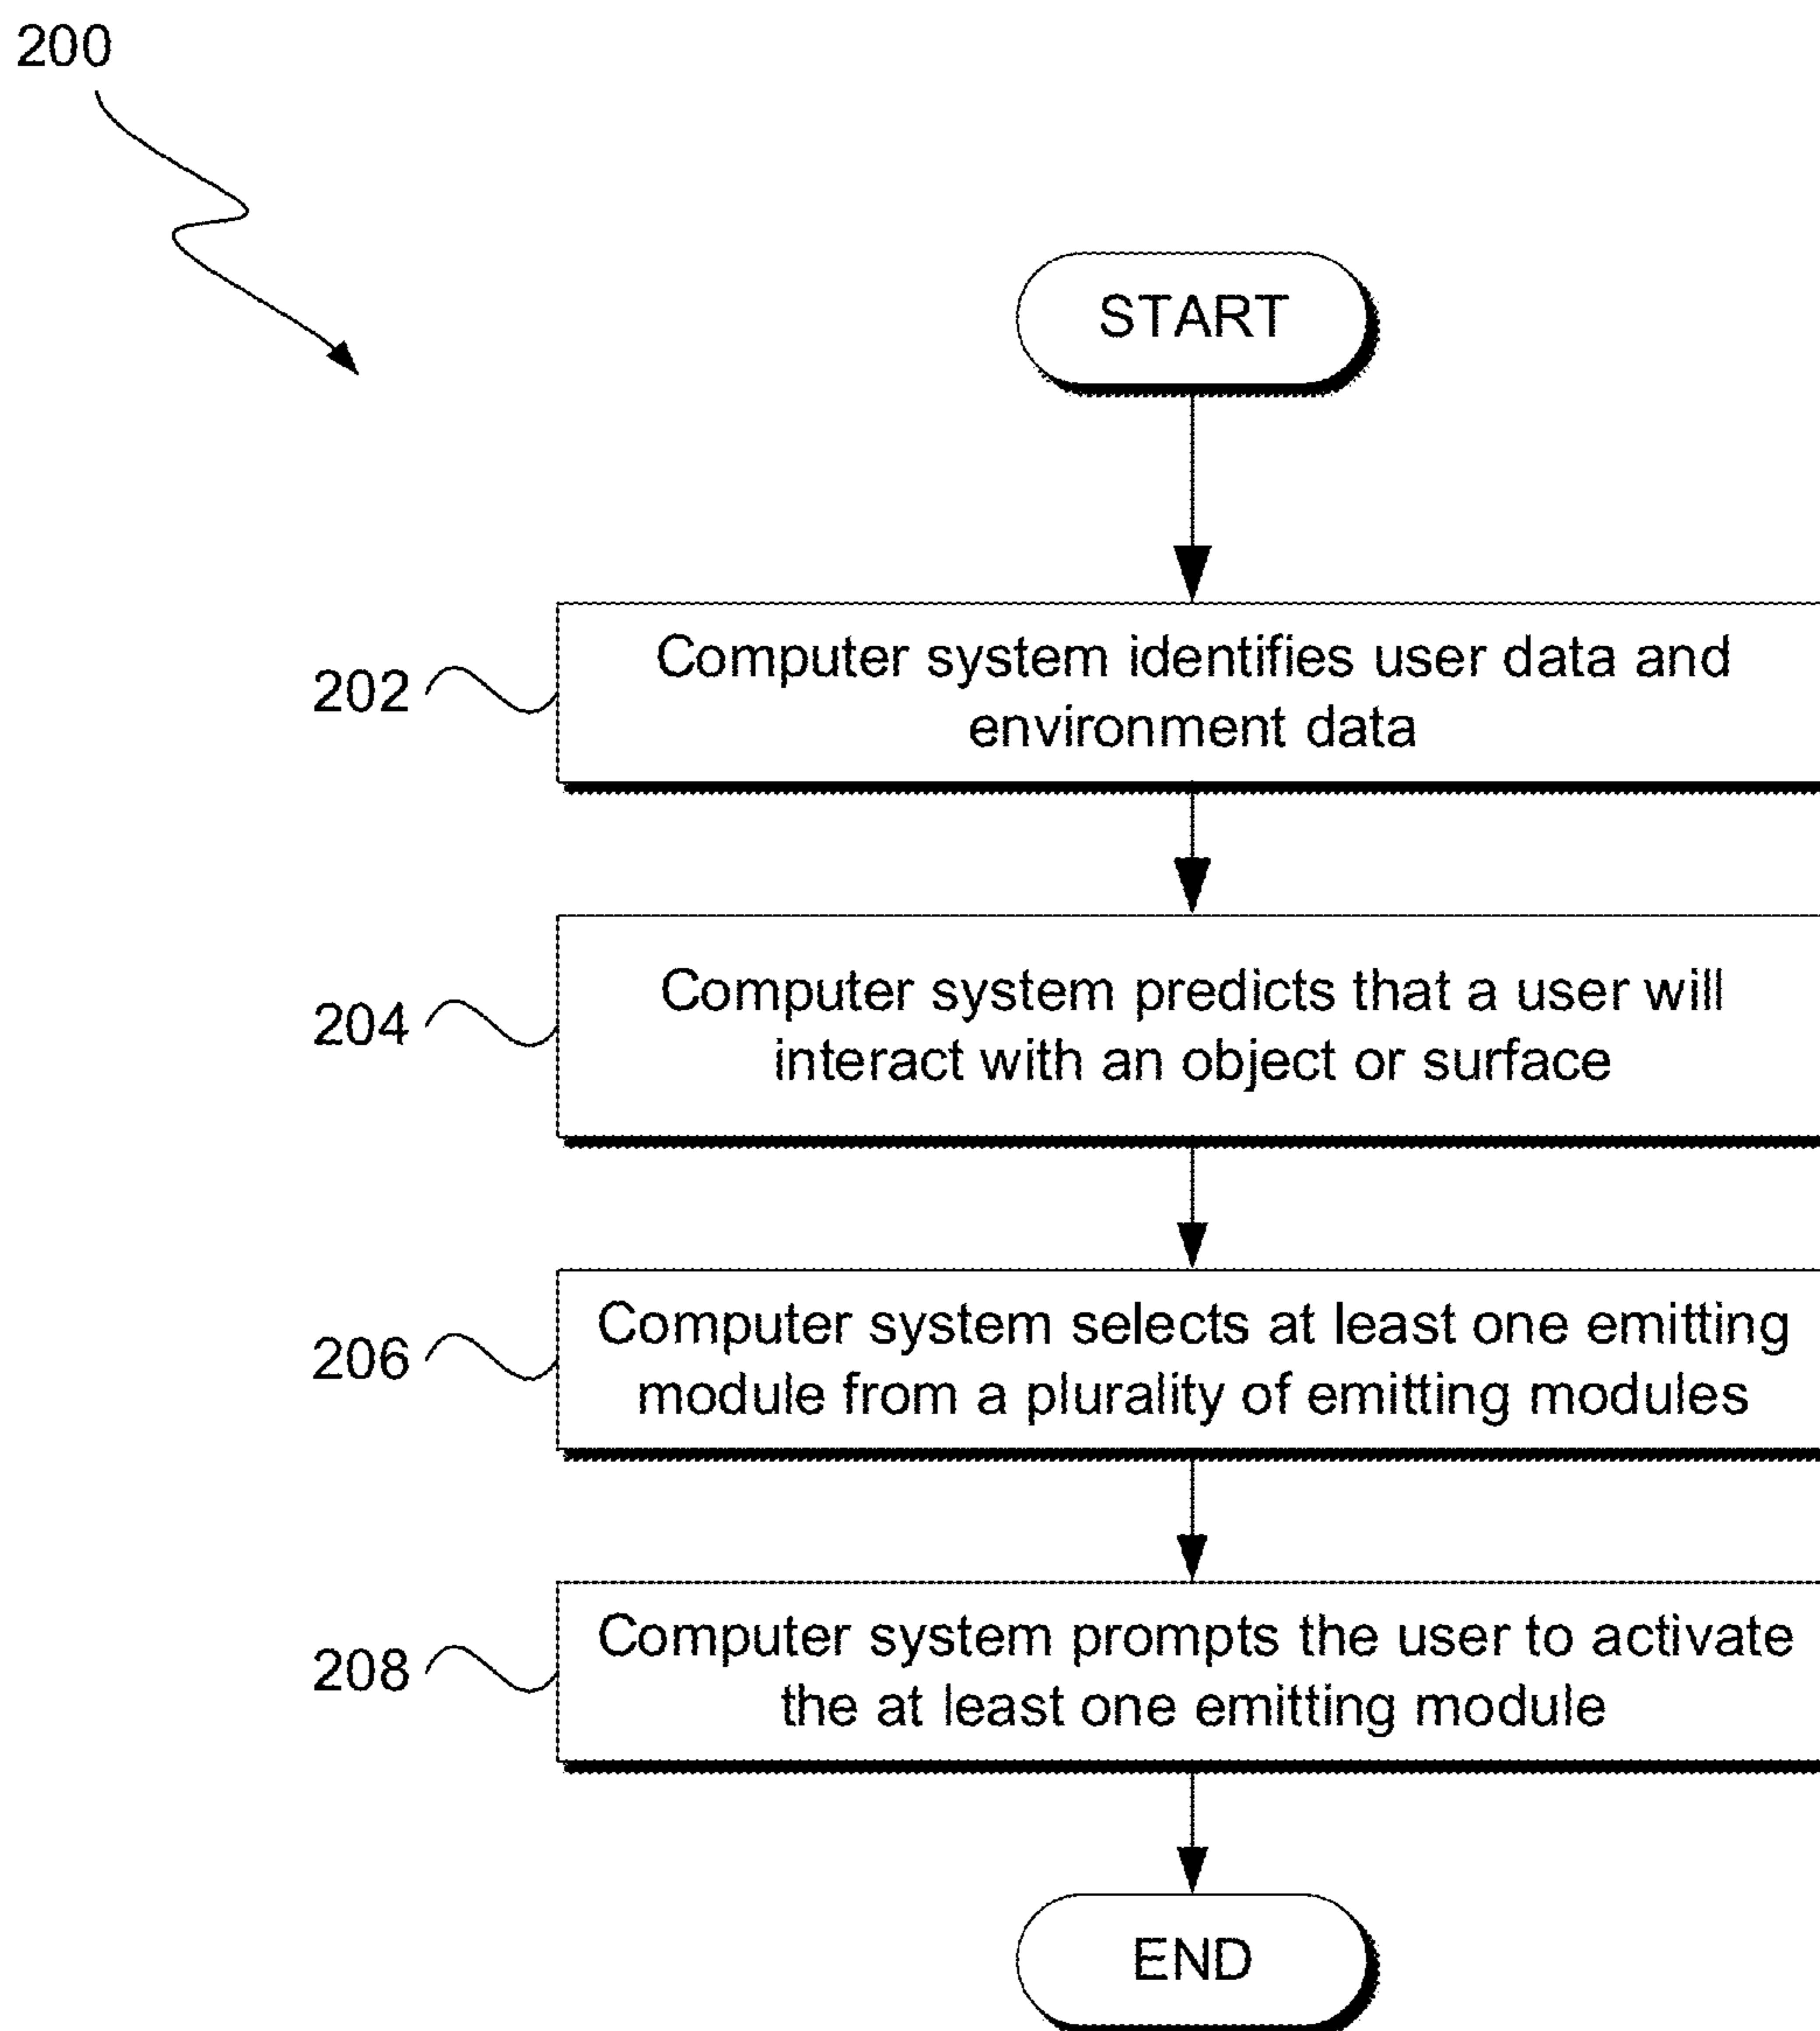 200
START
202
Computer system identifies user data and
environment data
204
Computer system predicts that a user will
interact with an object or surface
206
Computer system selects at least one emitting
module from a plurality of emitting modules
208
Computer system prompts the user to activate
the at least one emitting module
END